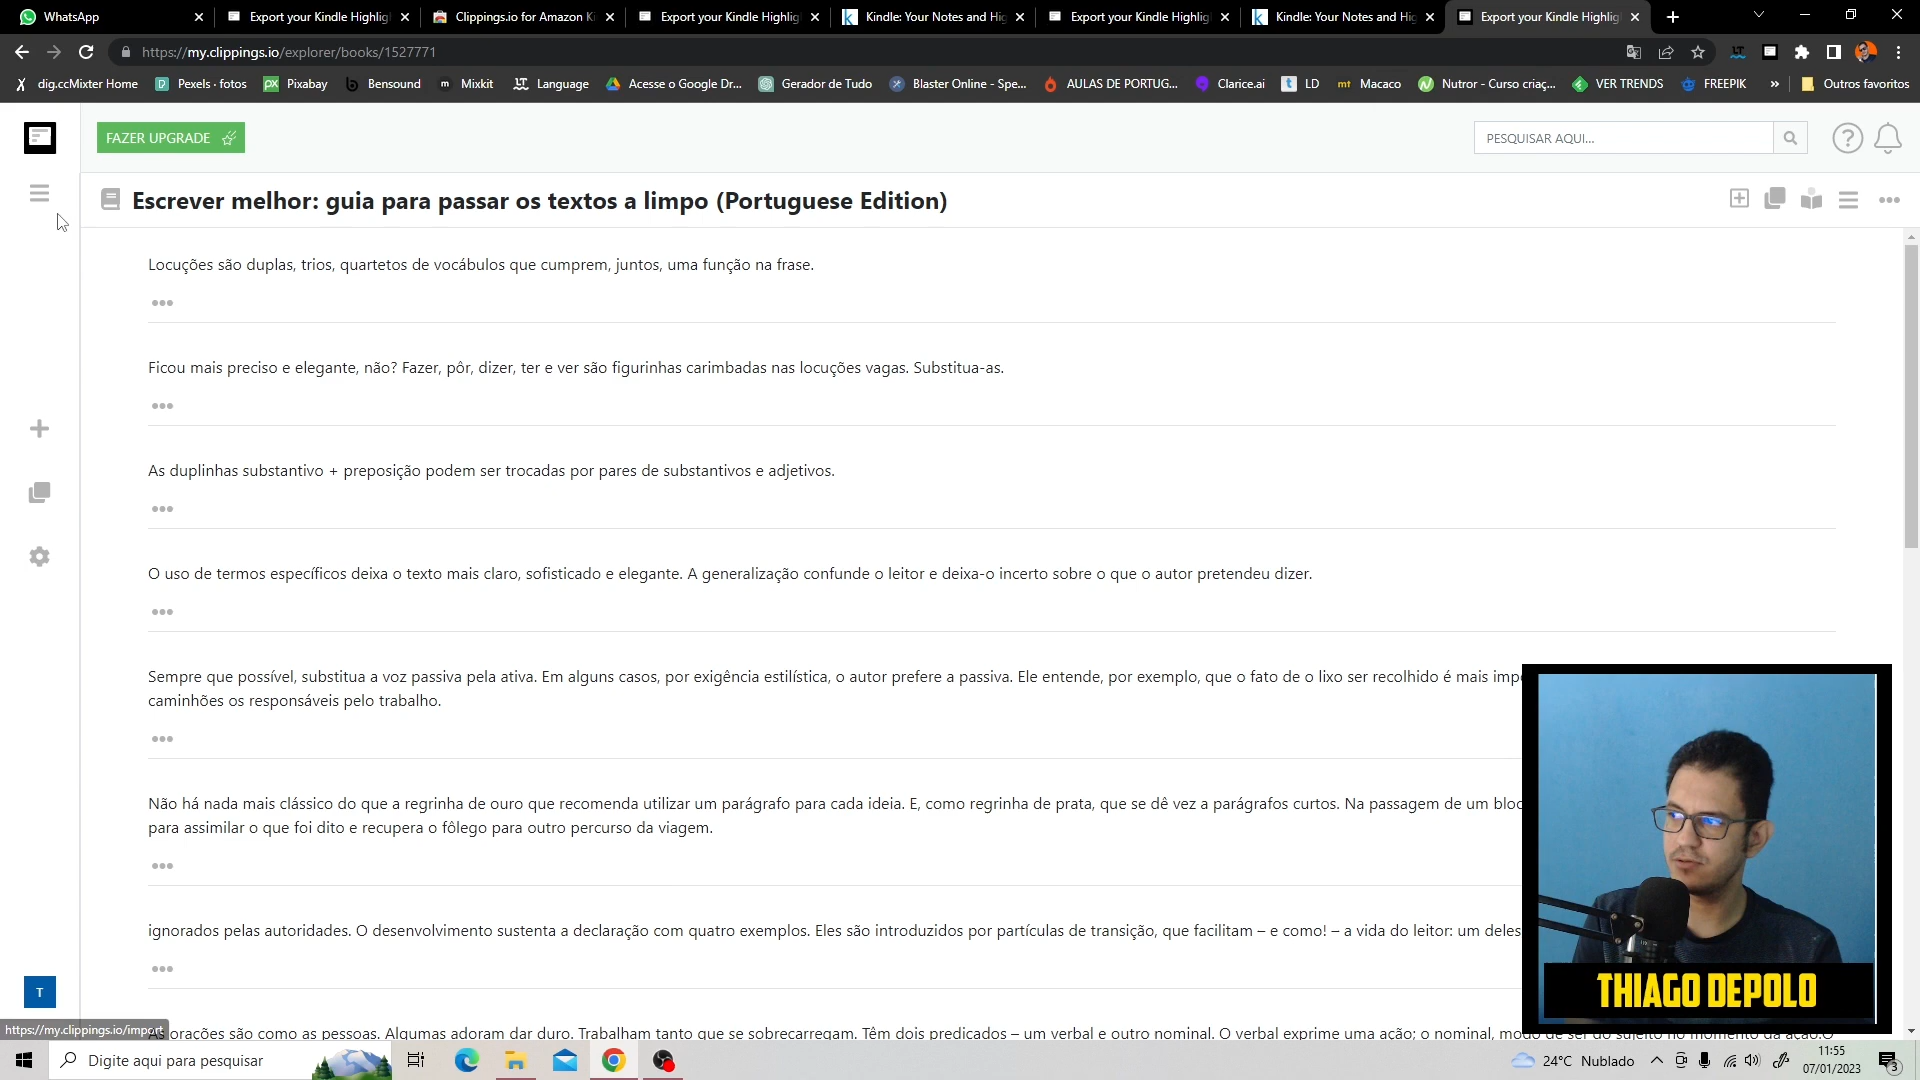 WhatsApp
Export your Kindle Highlig
Clippings.io for Amazon K
Export your Kindle Highlig
Kindle: Your Notes and Hig
Export your Kindle Highlig
Kindle: Your Notes and Hig
Export your Kindle Highlig
https://my.clippings.io/explorer/books/1527771
dig.ccMixter Home
Pexels · fotos
Pixabay
Bensound
Mixkit
Language
Acesse o Google Dr...
Gerador de Tudo
Blaster Online - Spe...
AULAS DE PORTUG...
Clarice.ai
LD
Macaco
Nutror - Curso criaç...
VER TRENDS
FREEPIK
»
Outros favoritos
FAZER UPGRADE
PESQUISAR AQUI...
Escrever melhor: guia para passar os textos a limpo (Portuguese Edition)
Locuções são duplas, trios, quartetos de vocábulos que cumprem, juntos, uma função na frase.
Ficou mais preciso e elegante, não? Fazer, pôr, dizer, ter e ver são figurinhas carimbadas nas locuções vagas. Substitua-as.
As duplinhas substantivo + preposição podem ser trocadas por pares de substantivos e adjetivos.
O uso de termos específicos deixa o texto mais claro, sofisticado e elegante. A generalização confunde o leitor e deixa-o incerto sobre o que o autor pretendeu dizer.
Sempre que possível, substitua a voz passiva pela ativa. Em alguns casos, por exigência estilística, o autor prefere a passiva. Ele entende, por exemplo, que o fato de o lixo ser recolhido é mais imp
caminhões os responsáveis pelo trabalho.
Não há nada mais clássico do que a regrinha de ouro que recomenda utilizar um parágrafo para cada ideia. E, como regrinha de prata, que se dê vez a parágrafos curtos. Na passagem de um bloc
para assimilar o que foi dito e recupera o fôlego para outro percurso da viagem.
ignorados pelas autoridades. O desenvolvimento sustenta a declaração com quatro exemplos. Eles são introduzidos por partículas de transição, que facilitam – e como! – a vida do leitor: um deles
THIAGO DEPOLO
T
https://my.clippings.io/import
As orações são como as pessoas. Algumas adoram dar duro. Trabalham tanto que se sobrecarregam. Têm dois predicados – um verbal e outro nominal. O verbal exprime uma ação; o nominal, modo de ser do sujeito no momento da ação.O
Digite aqui para pesquisar
24°C Nublado
11:55
07/01/2023
3